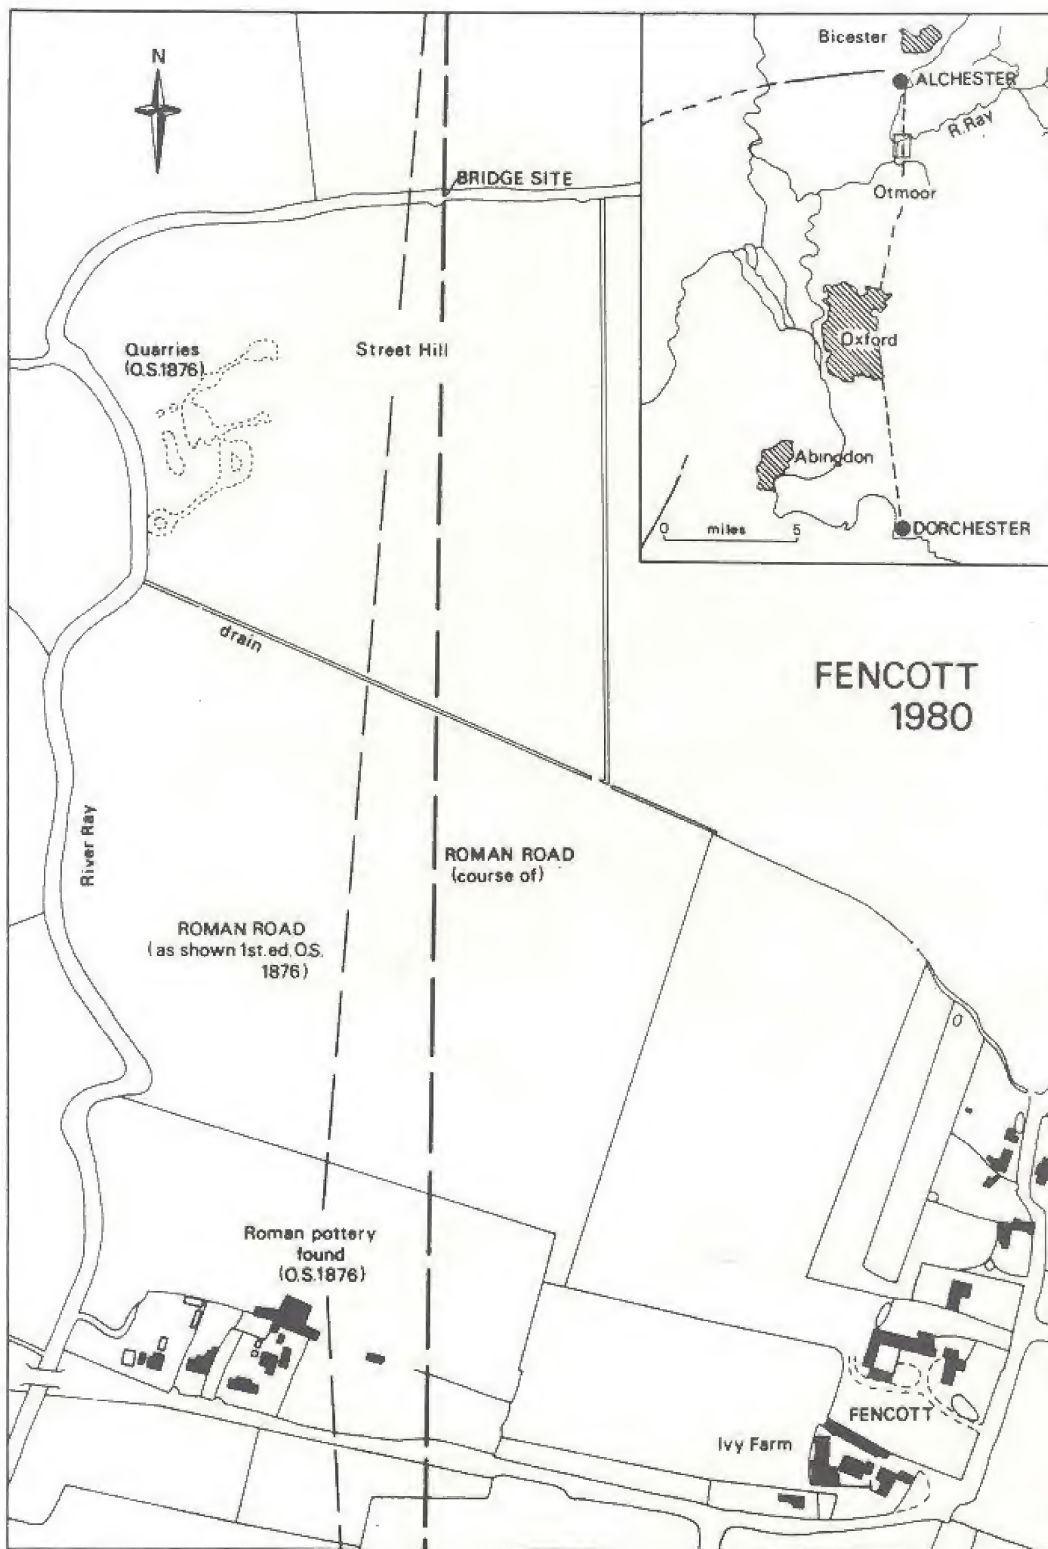 N
BRIDGE SITE
Quarries
(O.S.1876)
Street Hill
drain
River Ray
ROMAN ROAD
(course of)
ROMAN ROAD
(as shown 1st.ed.O.S.
1876)
Roman pottery
found
(O.S.1876)
Ivy Farm
FENCOTT
FENCOTT
1980
Bicester
ALCHESTER
R.Ray
Otmoor
Oxford
Abingdon
0 miles 5
DORCHESTER